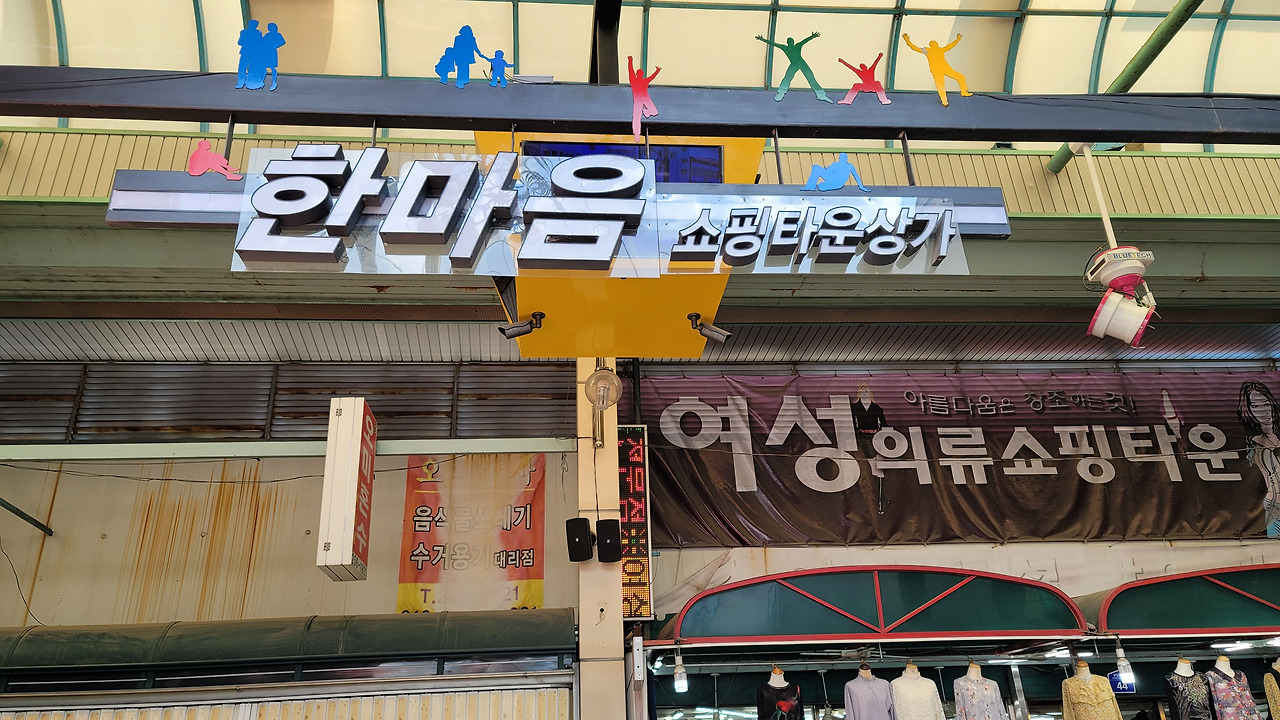 한마음 쇼핑타운상가
BLUETECH
아름다움은 창조하는것!
여성의류쇼핑타운
음식물쓰레기
수거용기대리점
44